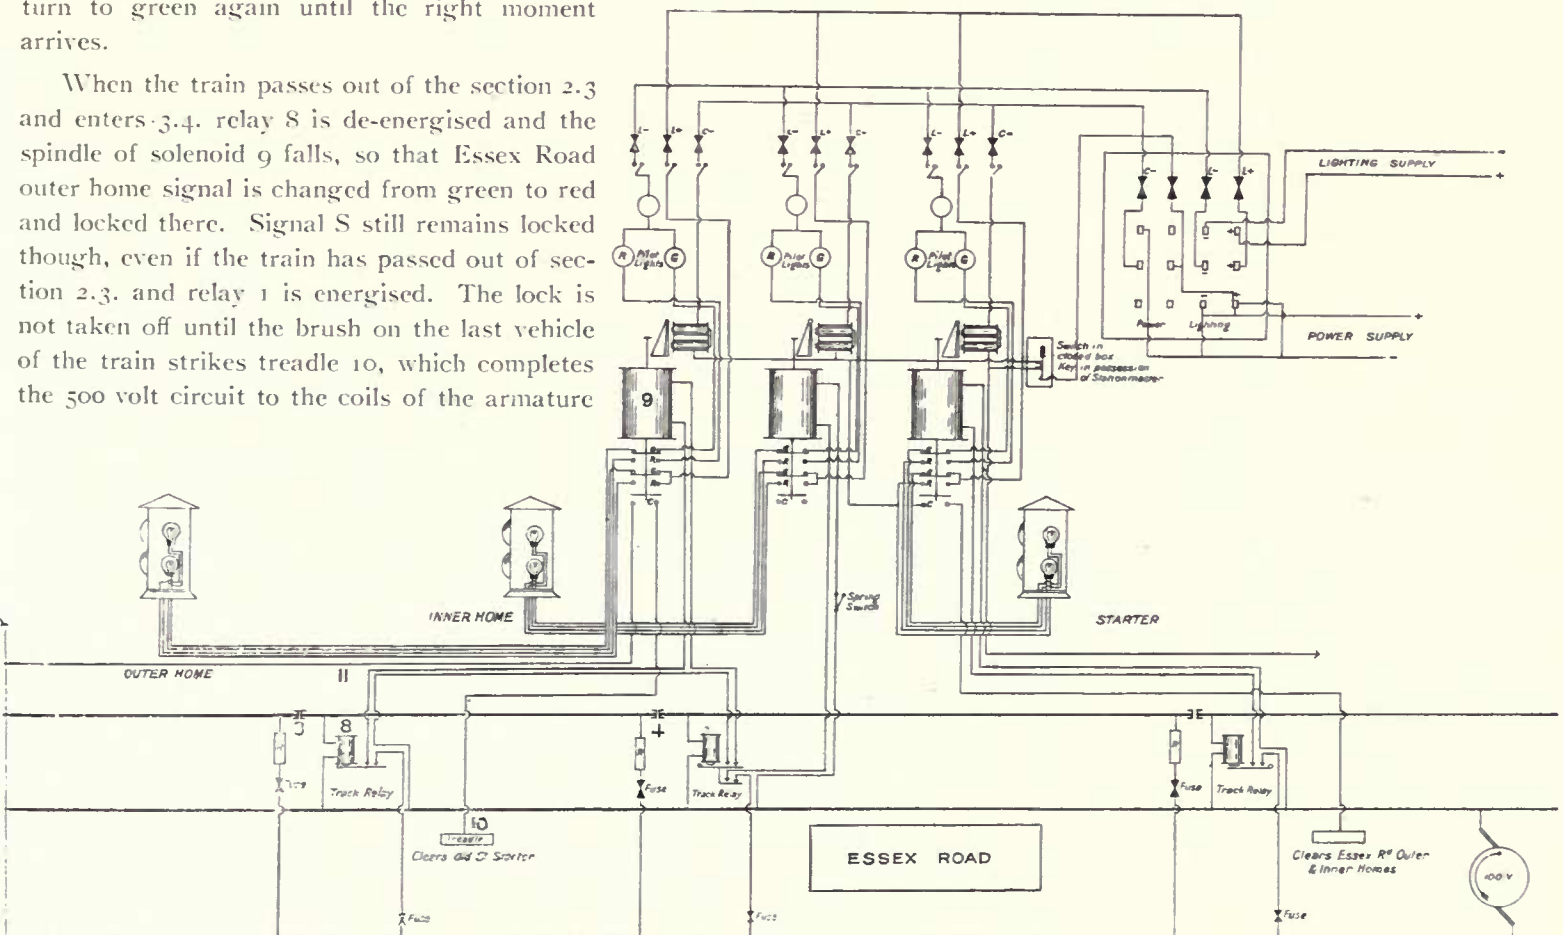 turn to green again until the right moment
arrives.
When the train passes out of the section 2.3
and enters 3.4. relay 8 is de-energised and the
spindle of solenoid 9 falls, so that Essex Road
outer home signal is changed from green to red
and locked there. Signal S still remains locked
though, even if the train has passed out of sec-
tion 2.3. and relay 1 is energised. The lock is
not taken off until the brush on the last vehicle
of the train strikes treadle 10, which completes
the 500 volt circuit to the coils of the armature
L- L+ C-
L+ C-
L- L+ C-
C- L- L+
LIGHTING SUPPLY
- +
R Pilot Lights G
R Pilot Lights G
R Pilot Lights G
Power Lighting
POWER SUPPLY
+ -
Switch in
closed box
Key in possession
of Stationmaster
9
R
R
C
C
C
INNER HOME
Spring
Switch
STARTER
OUTER HOME
11
3
8
4
Fuse
Track Relay
Fuse
Track Relay
Fuse
Track Relay
10
Treadle
Clears Old St Starter
ESSEX ROAD
Clears Essex Rd Outer
& Inner Homes
Fuse
Fuse
Fuse